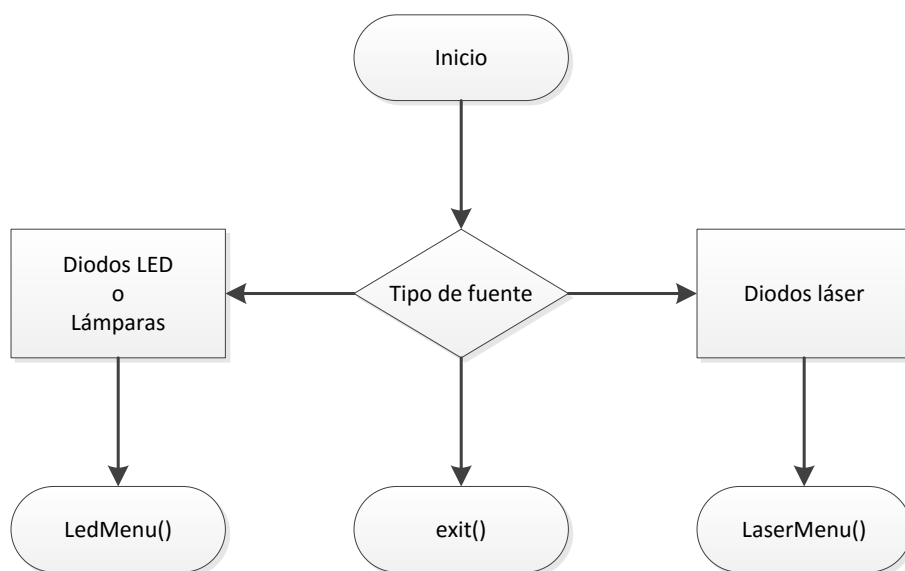 Inicio
Diodos LED
o
Lámparas
Tipo de fuente
Diodos láser
LedMenu()
exit()
LaserMenu()